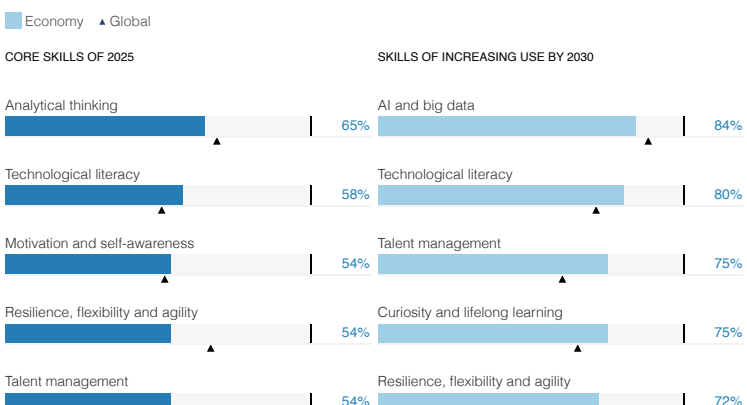 Economy ▲ Global
CORE SKILLS OF 2025
Analytical thinking
65%
Technological literacy
58%
Motivation and self-awareness
54%
Resilience, flexibility and agility
54%
Talent management
54%
SKILLS OF INCREASING USE BY 2030
AI and big data
84%
Technological literacy
80%
Talent management
75%
Curiosity and lifelong learning
75%
Resilience, flexibility and agility
72%